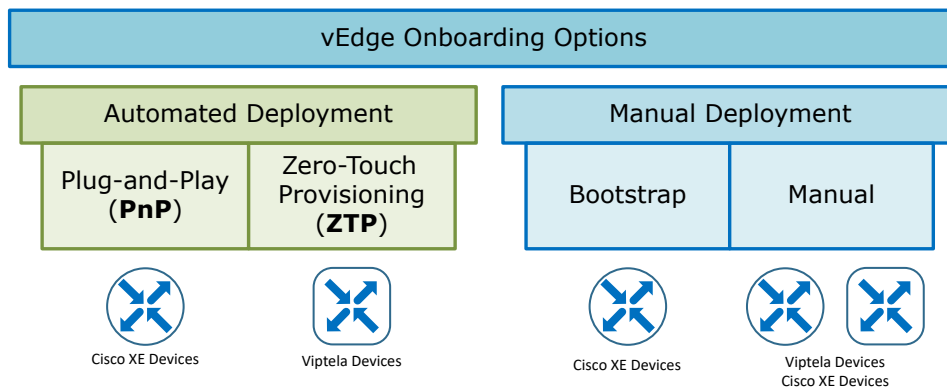 vEdge Onboarding Options
Automated Deployment
Manual Deployment
Plug-and-Play
(PnP)
Zero-Touch
Provisioning
(ZTP)
Bootstrap
Manual
Cisco XE Devices
Viptela Devices
Cisco XE Devices
Viptela Devices
Cisco XE Devices